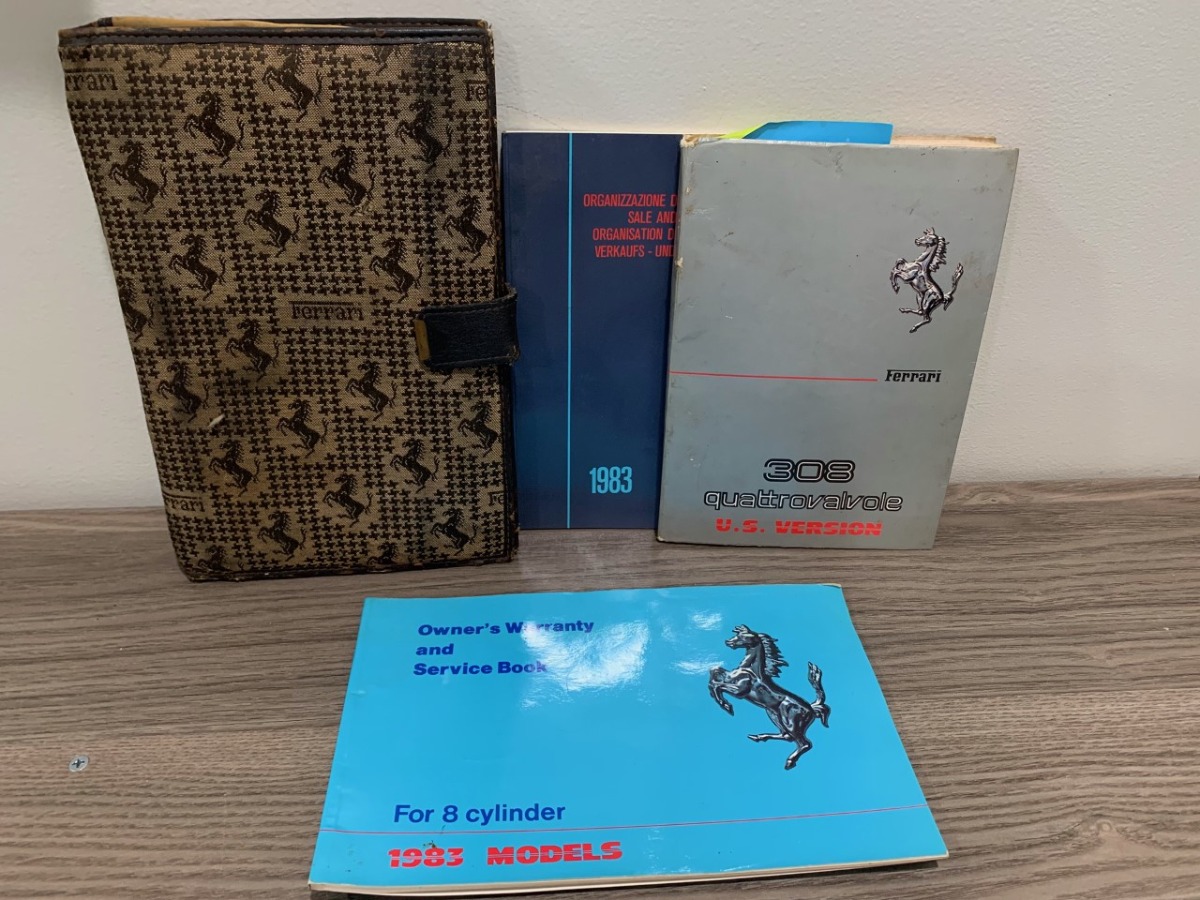 Ferrari
Ferrari
ORGANIZZAZIONE D
SALE AND
ORGANISATION D
VERKAUFS - UND
1983
Ferrari
308
quattrovalvole
U.S. VERSION
Owner's Warranty
and
Service Book
For 8 cylinder
1983 MODELS